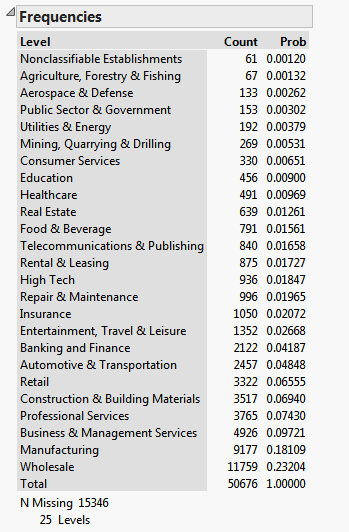 Frequencies
Level Count Prob
Nonclassifiable Establishments 61 0.00120
Agriculture, Forestry & Fishing 67 0.00132
Aerospace & Defense 133 0.00262
Public Sector & Government 153 0.00302
Utilities & Energy 192 0.00379
Mining, Quarrying & Drilling 269 0.00531
Consumer Services 330 0.00651
Education 456 0.00900
Healthcare 491 0.00969
Real Estate 639 0.01261
Food & Beverage 791 0.01561
Telecommunications & Publishing 840 0.01658
Rental & Leasing 875 0.01727
High Tech 936 0.01847
Repair & Maintenance 996 0.01965
Insurance 1050 0.02072
Entertainment, Travel & Leisure 1352 0.02668
Banking and Finance 2122 0.04187
Automotive & Transportation 2457 0.04848
Retail 3322 0.06555
Construction & Building Materials 3517 0.06940
Professional Services 3765 0.07430
Business & Management Services 4926 0.09721
Manufacturing 9177 0.18109
Wholesale 11759 0.23204
Total 50676 1.00000
N Missing 15346
25 Levels